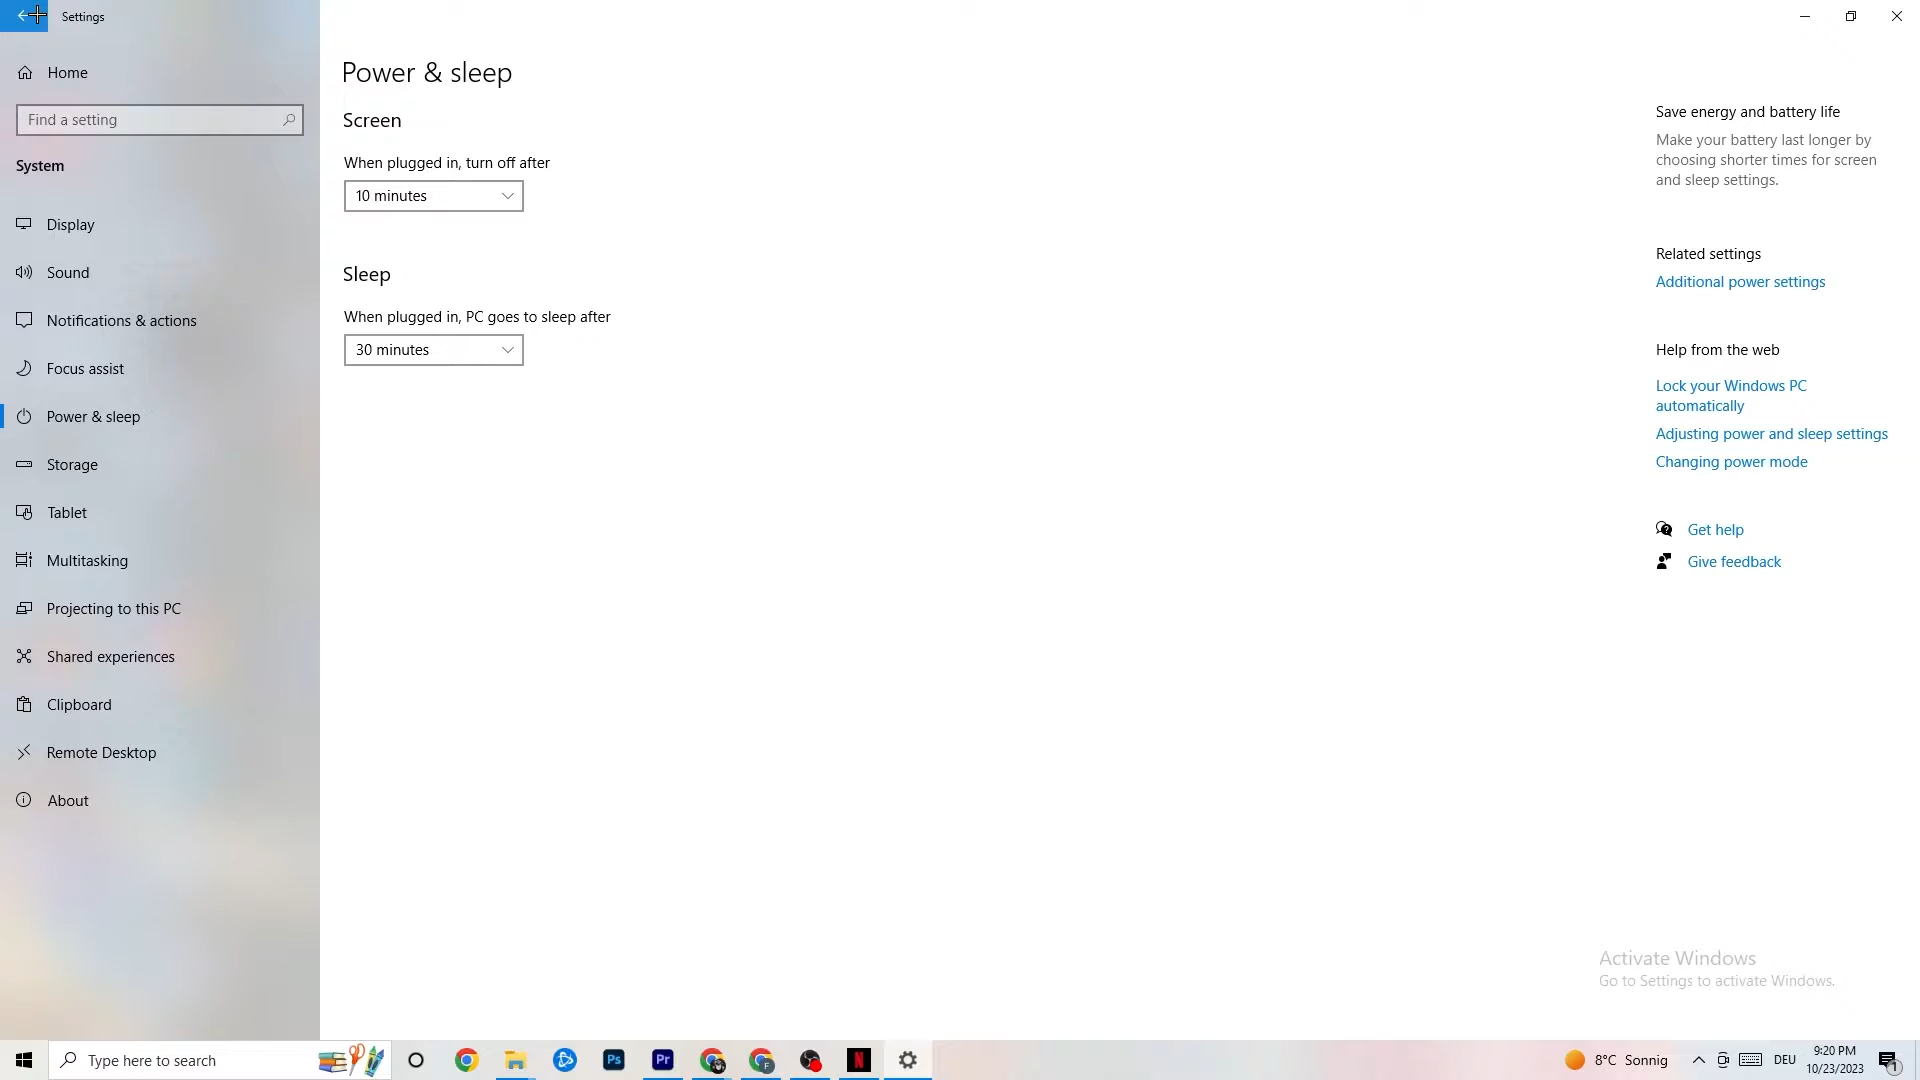 Settings
Home
Find a setting
System
Display
Sound
Notifications & actions
Focus assist
Power & sleep
Storage
Tablet
Multitasking
Projecting to this PC
Shared experiences
Clipboard
Remote Desktop
About
Power & sleep
Screen
When plugged in, turn off after
10 minutes
Sleep
When plugged in, PC goes to sleep after
30 minutes
Save energy and battery life
Make your battery last longer by
choosing shorter times for screen
and sleep settings.
Related settings
Additional power settings
Help from the web
Lock your Windows PC
automatically
Adjusting power and sleep settings
Changing power mode
Get help
Give feedback
Activate Windows
Go to Settings to activate Windows.
Type here to search
Ps
Pr
F
N
8°C Sonnig
DEU
9:20 PM
10/23/2023
1